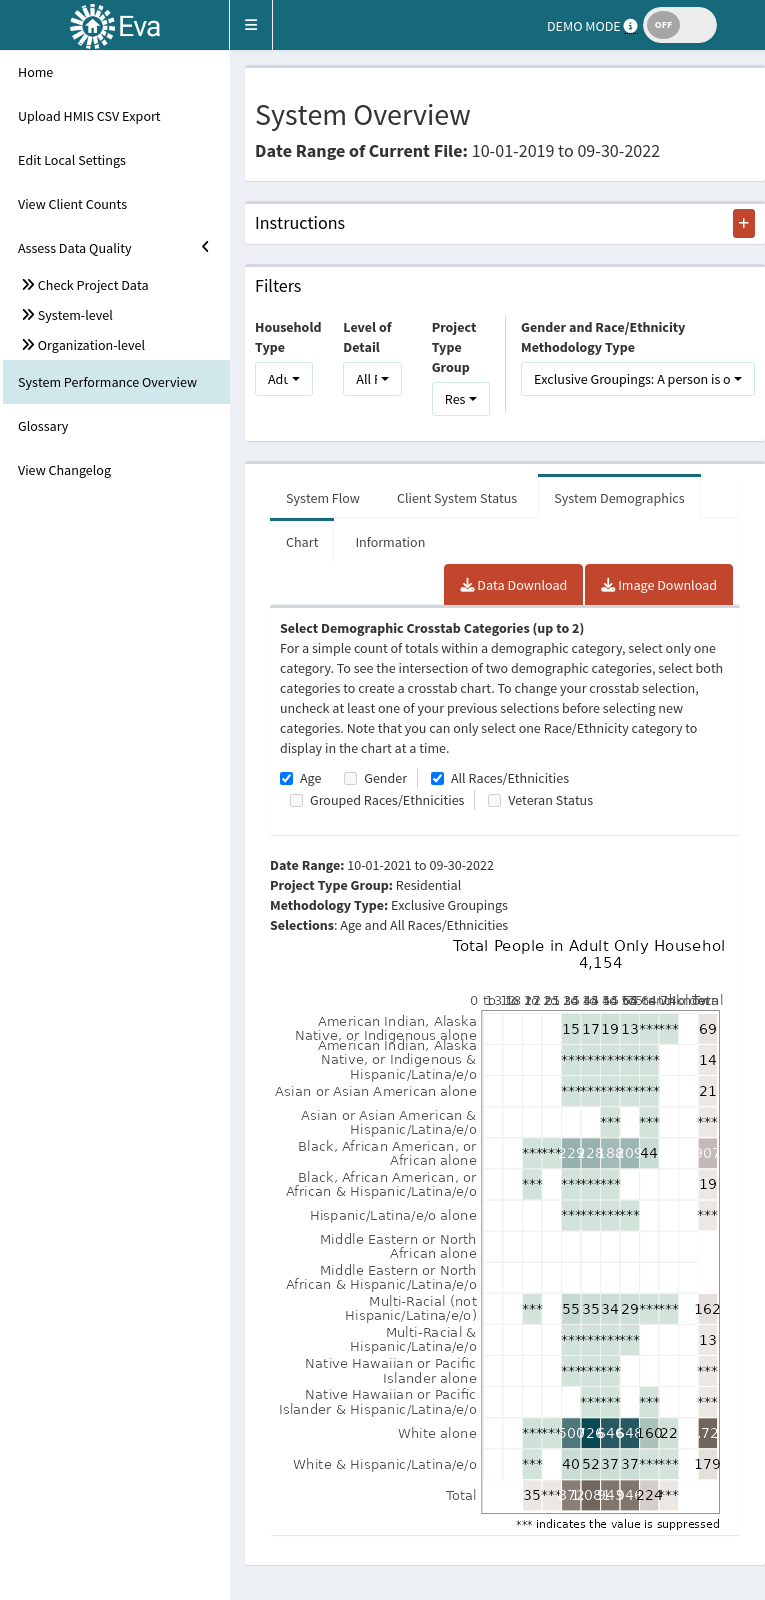 Eva
DEMO MODE
OFF
Home
Upload HMIS CSV Export
Edit Local Settings
View Client Counts
Assess Data Quality
Check Project Data
System-level
Organization-level
System Performance Overview
Glossary
View Changelog
System Overview
Date Range of Current File: 10-01-2019 to 09-30-2022
Instructions
+
Filters
Household
Type
Level of
Detail
Project
Type
Group
Gender and Race/Ethnicity
Methodology Type
All
Res
Exclusive Groupings: A person is o
System Flow Client System Status System Demographics
Chart Information
Data Download Image Download
Select Demographic Crosstab Categories (up to 2)
For a simple count of totals within a demographic category, select only one
category. To see the intersection of two demographic categories, select both
categories to create a crosstab chart. To change your crosstab selection,
uncheck at least one of your previous selections before selecting new
categories. Note that you can only select one Race/Ethnicity category to
display in the chart at a time.
Age Gender All Races/Ethnicities
Grouped Races/Ethnicities Veteran Status
Date Range: 10-01-2021 to 09-30-2022
Project Type Group: Residential
Methodology Type: Exclusive Groupings
Selections: Age and All Races/Ethnicities
Total People in Adult Only Househol
4,154
American Indian, Alaska
Native, or Indigenous alone 15 17 19 13 *** *** 69
American Indian, Alaska
Native, or Indigenous &
Hispanic/Latina/e/o *** *** *** *** *** 14
Asian or Asian American alone *** *** *** *** *** 21
Asian or Asian American &
Hispanic/Latina/e/o *** *** ***
Black, African American, or
African alone *** *** 229 228 188 209 44 907
Black, African American, or
African & Hispanic/Latina/e/o *** *** *** *** 19
Hispanic/Latina/e/o alone *** *** *** *** ***
Middle Eastern or North
African alone
Middle Eastern or North
African & Hispanic/Latina/e/o
Multi-Racial (not
Hispanic/Latina/e/o) *** 55 35 34 29 *** *** 162
Multi-Racial &
Hispanic/Latina/e/o *** *** *** *** 13
Native Hawaiian or Pacific
Islander alone *** *** *** ***
Native Hawaiian or Pacific
Islander & Hispanic/Latina/e/o *** *** *** ***
White alone *** *** 500 726 646 648 160 22
White & Hispanic/Latina/e/o *** 40 52 37 37 *** *** 179
Total 35 *** 224 ***
*** indicates the value is suppressed